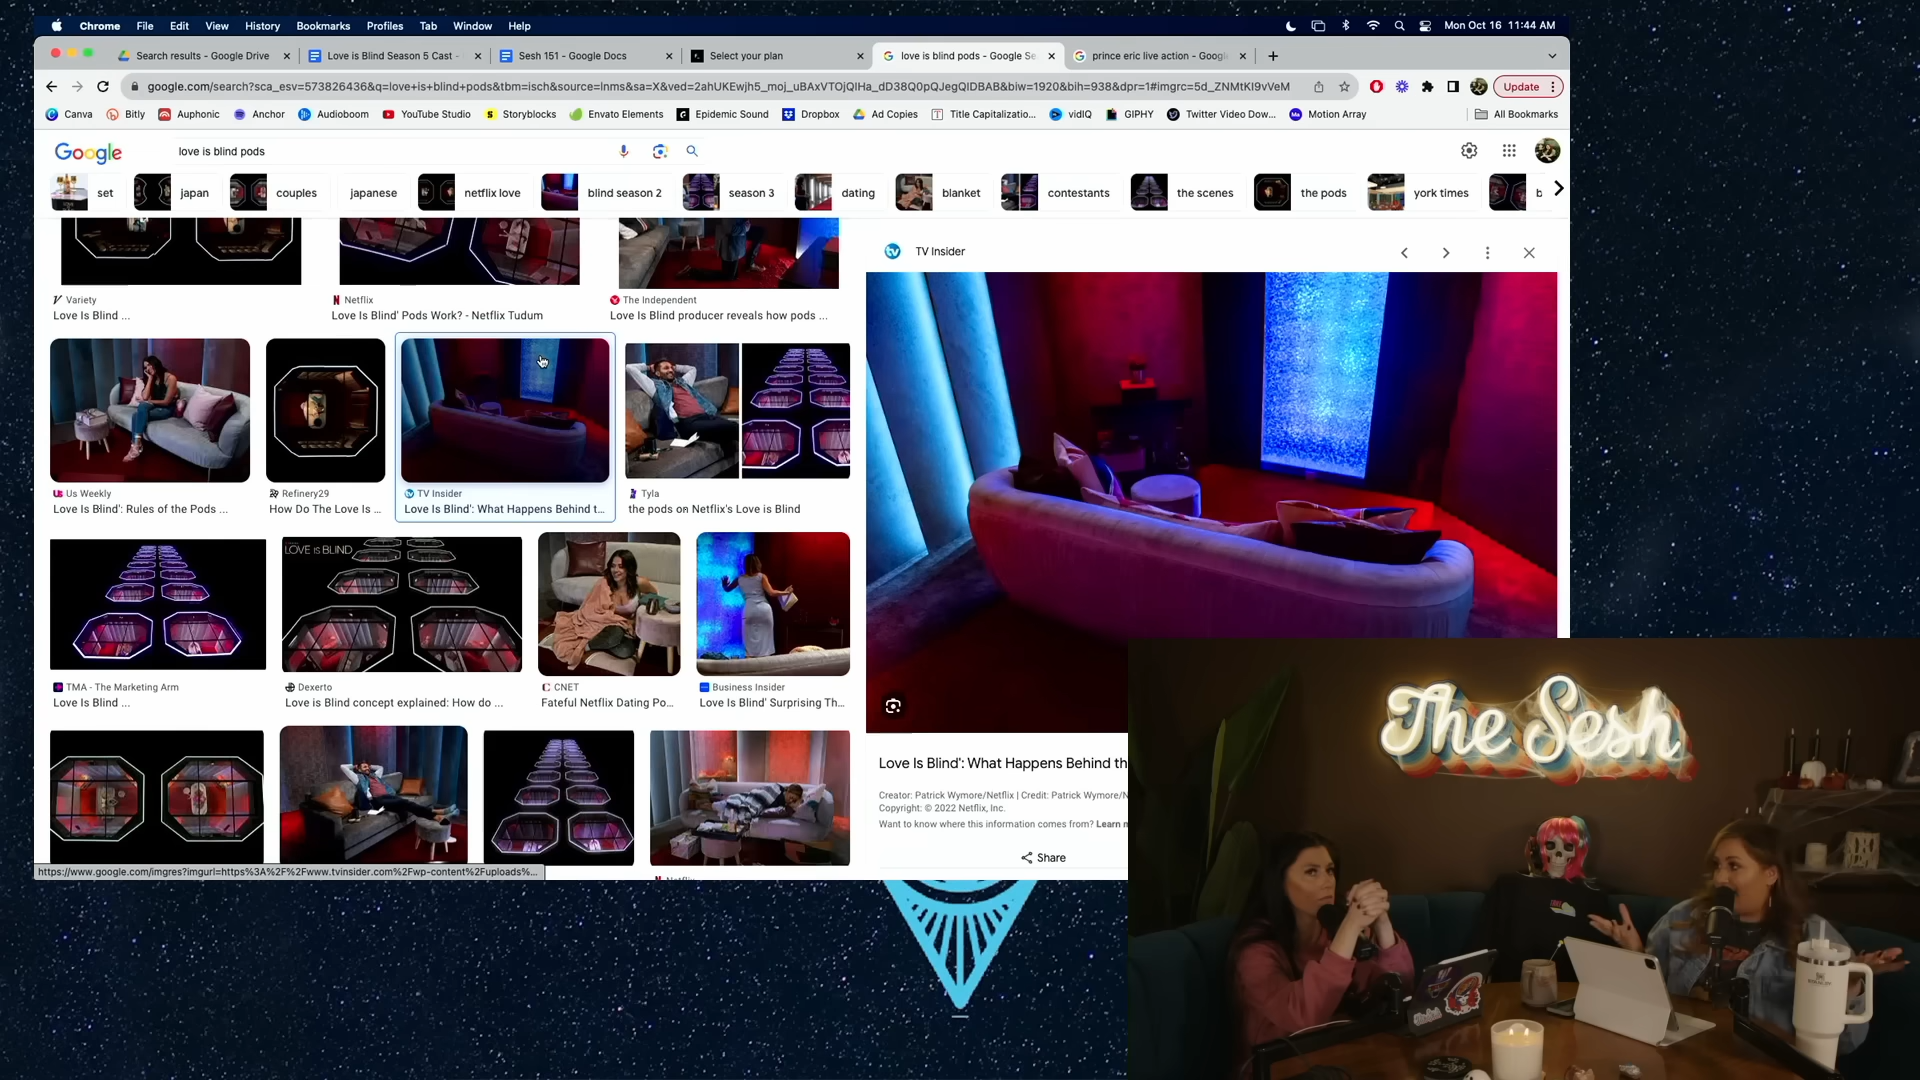 Chrome File Edit View History Bookmarks Profiles Tab Window Help
Mon Oct 16 11:44 AM
Search results - Google Drive
Love is Blind Season 5 Cast -
Sesh 151 - Google Docs
Select your plan
love is blind pods - Google Se
prince eric live action - Googl
google.com/search?sca_esv=573826436&q=love+is+blind+pods&tbm=isch&source=lnms&sa=X&ved=2ahUKEwjh5_moj_uBAxVTOjQIHa_dD38Q0pQJegQIDBAB&biw=1920&bih=938&dpr=1#imgrc=5d_ZNMtKI9vVeM
Update
Canva Bitly Auphonic Anchor Audioboom YouTube Studio Storyblocks Envato Elements Epidemic Sound Dropbox Ad Copies Title Capitalizatio... vidIQ GIPHY Twitter Video Dow... Motion Array All Bookmarks
Google
love is blind pods
set japan couples japanese netflix love blind season 2 season 3 dating blanket contestants the scenes the pods york times b
TV Insider
Variety
Love Is Blind ...
Netflix
Love Is Blind' Pods Work? - Netflix Tudum
The Independent
Love Is Blind producer reveals how pods ...
Us Weekly
Love Is Blind': Rules of the Pods ...
Refinery29
How Do The Love Is ...
TV Insider
Love Is Blind': What Happens Behind t...
Tyla
the pods on Netflix's Love is Blind
LOVE is BLIND
TMA - The Marketing Arm
Love Is Blind ...
Dexerto
Love is Blind concept explained: How do ...
CNET
Fateful Netflix Dating Po...
Business Insider
Love Is Blind' Surprising Th...
Love Is Blind': What Happens Behind th
Creator: Patrick Wymore/Netflix | Credit: Patrick Wymore/N
Copyright: © 2022 Netflix, Inc.
Want to know where this information comes from? Learn m
Share
https://www.google.com/imgres?imgurl=https%3A%2F%2Fwww.tvinsider.com%2Fwp-content%2Fuploads%...
The Sesh